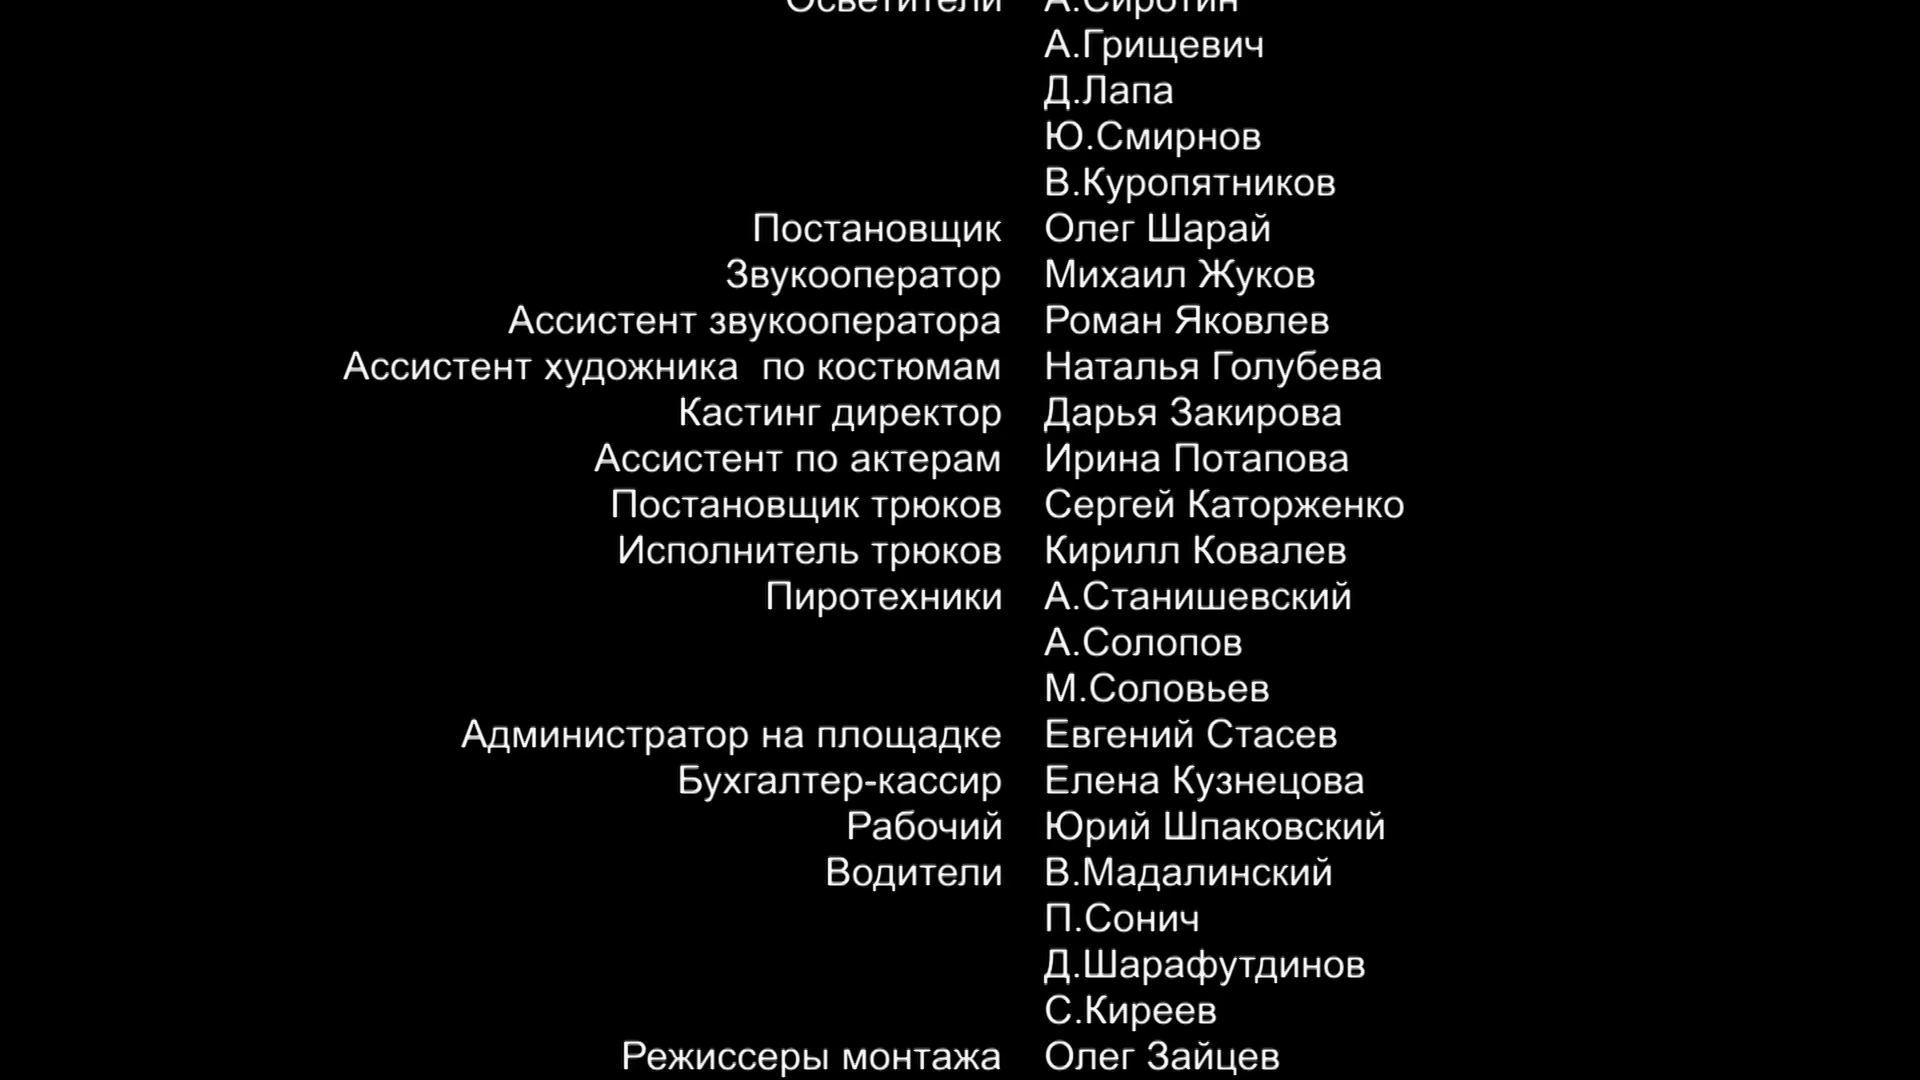 Осветители А.Сиротин
А.Грищевич
Д.Лапа
Ю.Смирнов
В.Куропятников
Постановщик Олег Шарай
Звукооператор Михаил Жуков
Ассистент звукооператора Роман Яковлев
Ассистент художника  по костюмам Наталья Голубева
Кастинг директор Дарья Закирова
Ассистент по актерам Ирина Потапова
Постановщик трюков Сергей Каторженко
Исполнитель трюков Кирилл Ковалев
Пиротехники А.Станишевский
А.Солопов
М.Соловьев
Администратор на площадке Евгений Стасев
Бухгалтер-кассир Елена Кузнецова
Рабочий Юрий Шпаковский
Водители В.Мадалинский
П.Сонич
Д.Шарафутдинов
С.Киреев
Режиссеры монтажа Олег Зайцев